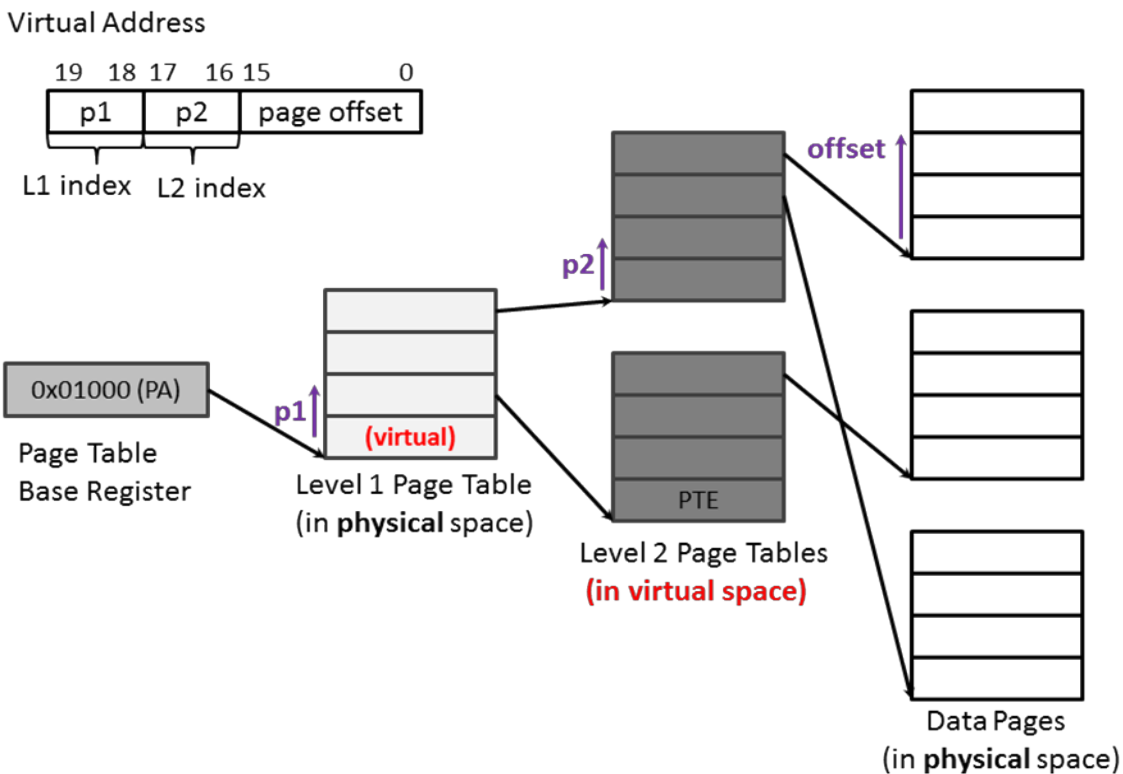 Virtual Address
19 18 17 16 15 0
p1 p2 page offset
L1 index L2 index
offset
p2
0x01000 (PA)
p1
(virtual)
Page Table
Base Register
Level 1 Page Table
(in physical space)
PTE
Level 2 Page Tables
(in virtual space)
Data Pages
(in physical space)